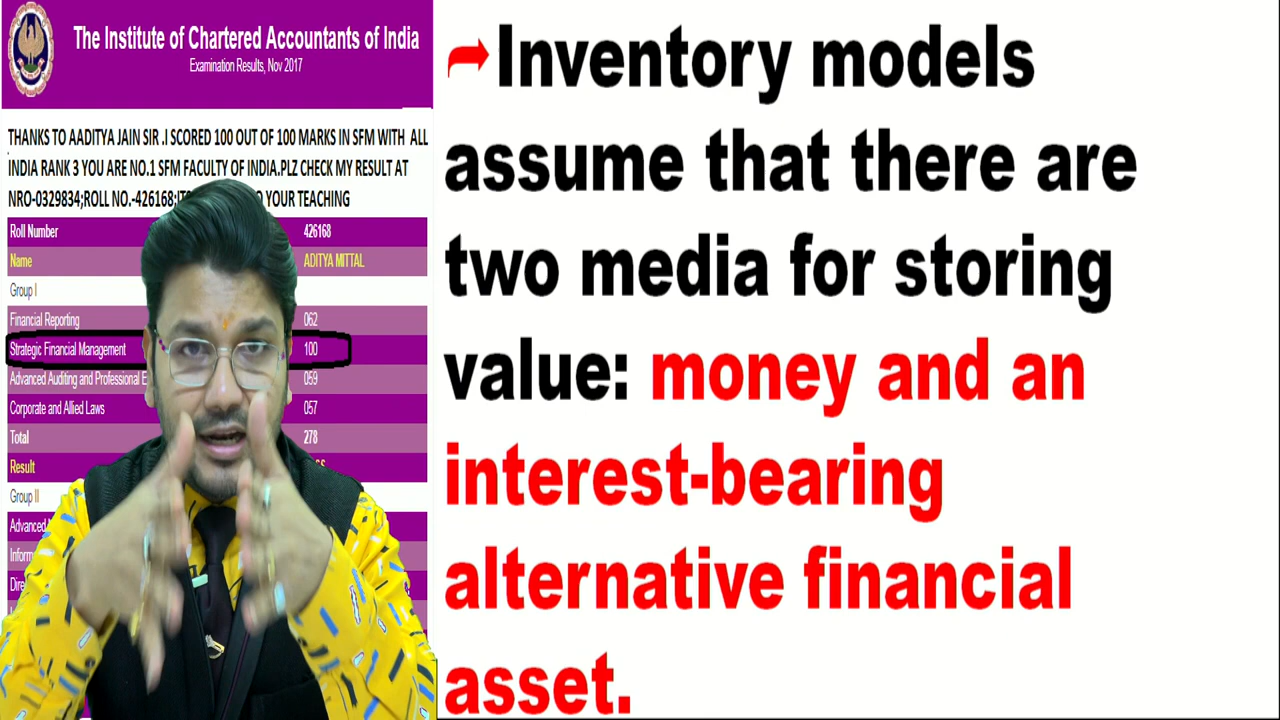 The Institute of Chartered Accountants of India
Examination Results, Nov 2017
THANKS TO AADITYA JAIN SIR .I SCORED 100 OUT OF 100 MARKS IN SFM WITH ALL
INDIA RANK 3 YOU ARE NO.1 SFM FACULTY OF INDIA.PLZ CHECK MY RESULT AT
NRO-0329834;ROLL NO.-426168; YOUR TEACHING
Roll Number 426168
Name ADITYA MITTAL
Group I
Financial Reporting 062
Strategic Financial Management 100
Advanced Auditing and Professional 059
Corporate and Allied Laws 057
Total 278
Result
Group II
Advanced
➦Inventory models
assume that there are
two media for storing
value: money and an
interest-bearing
alternative financial
asset.